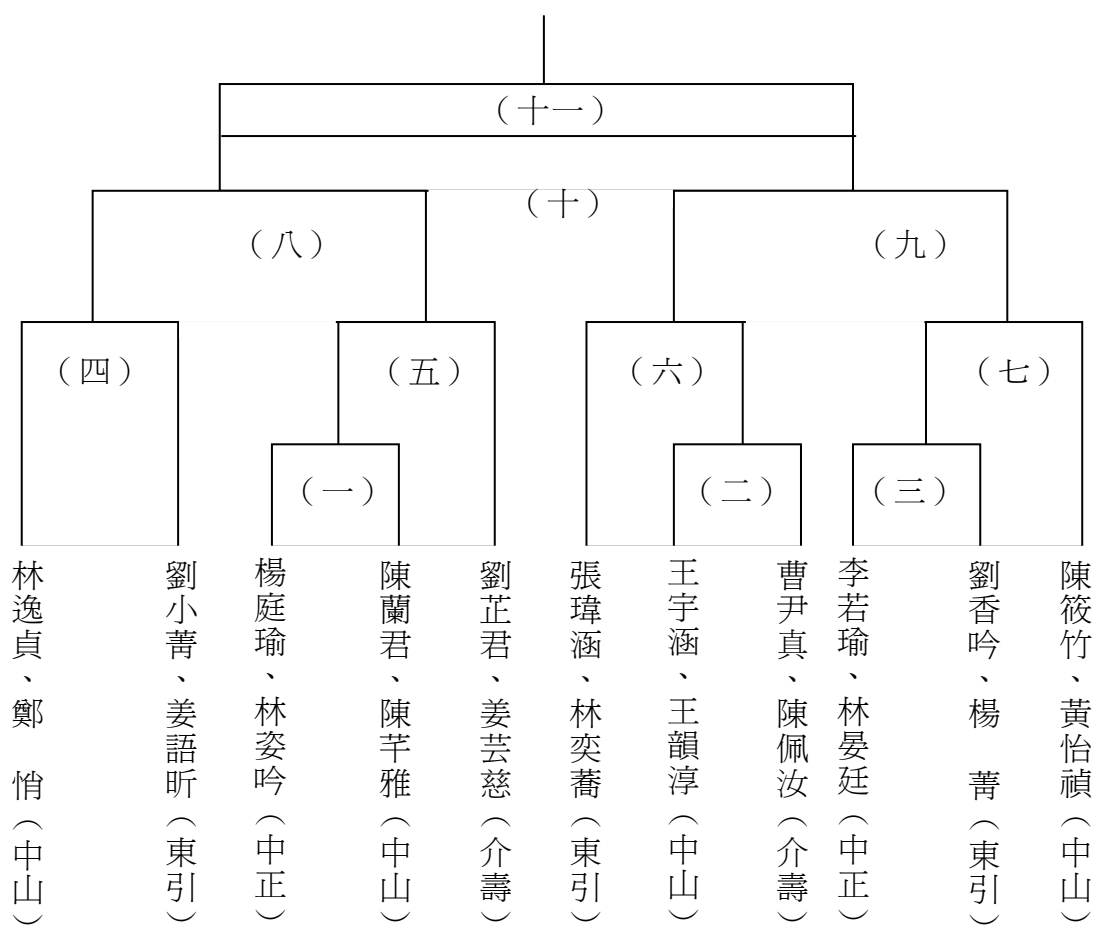 （十一）
（十）
（八）
（九）
（四）
（五）
（六）
（七）
（一）
（二）
（三）
林逸貞、鄭　悄（中山）
劉小菁、姜語昕（東引）
楊庭瑜、林姿吟（中正）
陳蘭君、陳芊雅（中山）
劉芷君、姜芸慈（介壽）
張瑋涵、林奕蕎（東引）
王宇涵、王韻淳（中山）
曹尹真、陳佩汝（介壽）
李若瑜、林晏廷（中正）
劉香吟、楊　菁（東引）
陳筱竹、黃怡禎（中山）